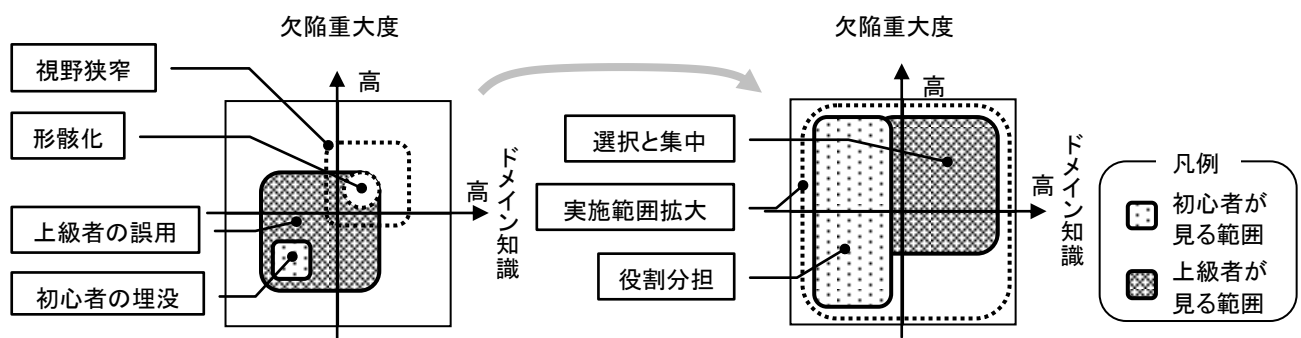 欠陥重大度
高
視野狭窄
形骸化
上級者の誤用
初心者の埋没
高
ドメイン知識
欠陥重大度
高
選択と集中
実施範囲拡大
役割分担
高
ドメイン知識
凡例
初心者が
見る範囲
上級者が
見る範囲